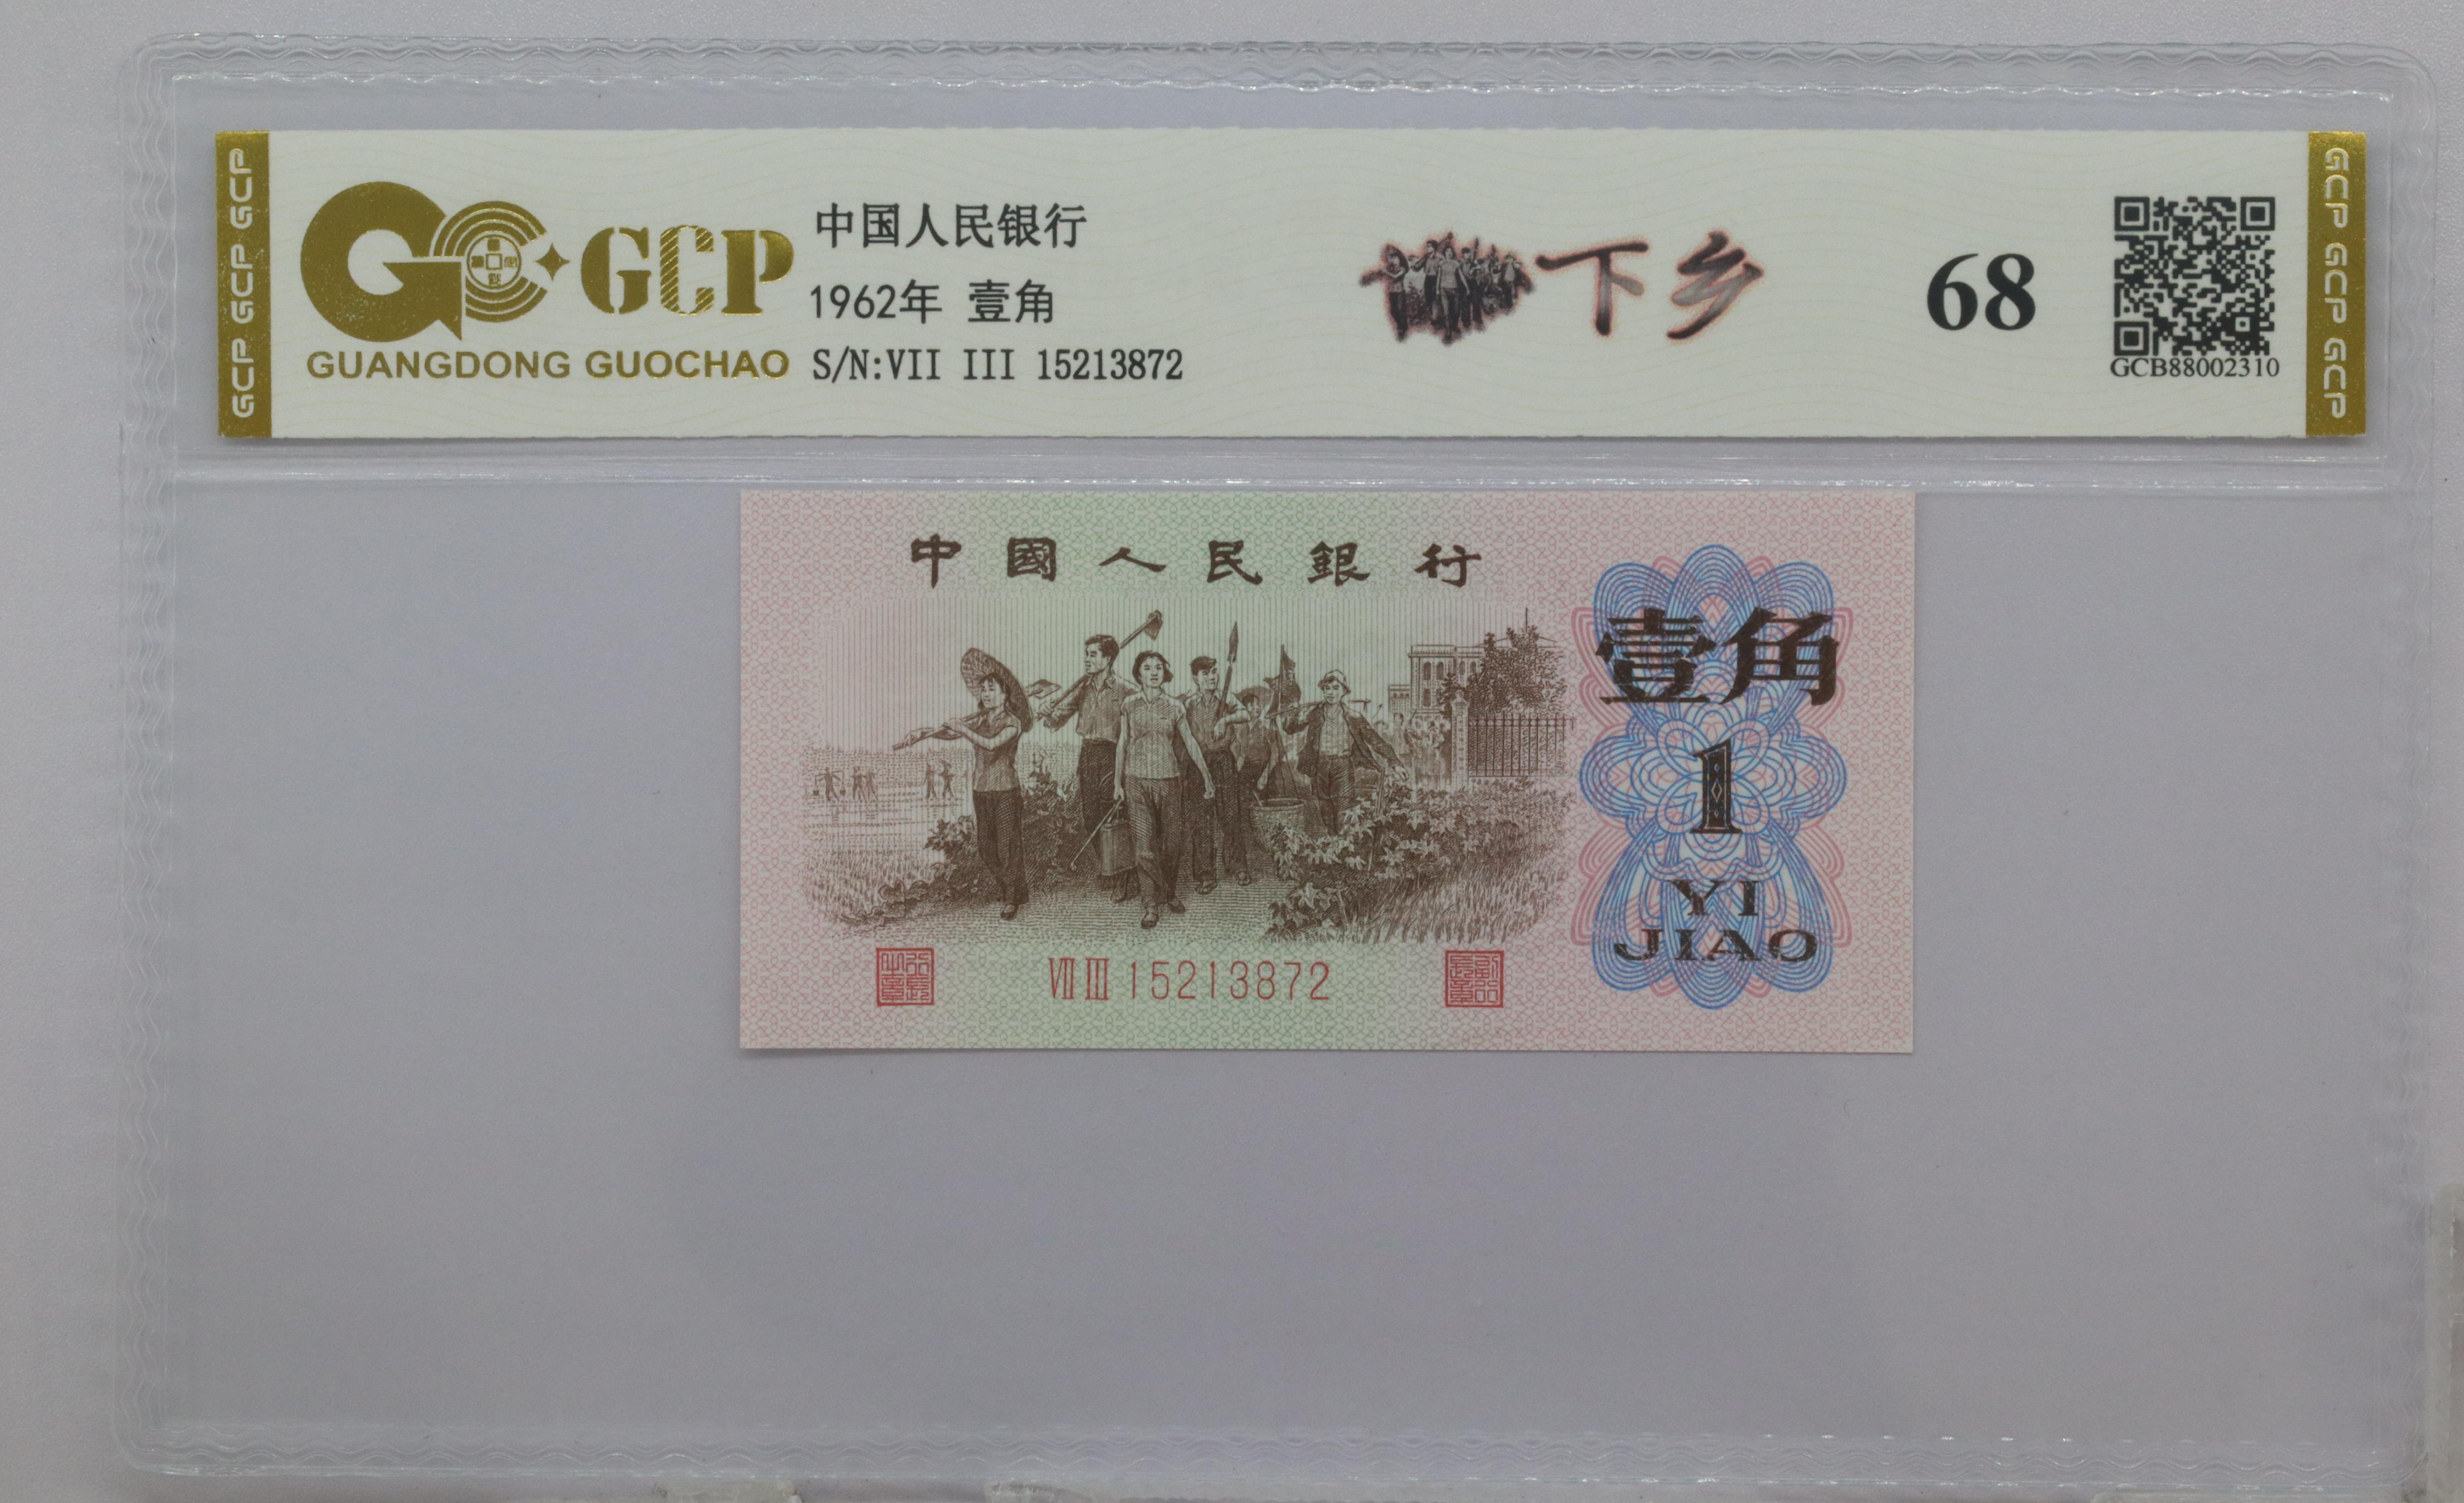 GCP GCP GCP
GCP
GUANGDONG GUOCHAO
中国人民银行
1962年 壹角
S/N:VII III 15213872
下乡
68
GCB88002310
GCP GCP GCP
中國人民銀行
壹角
1
YI
JIAO
VII III 15213872